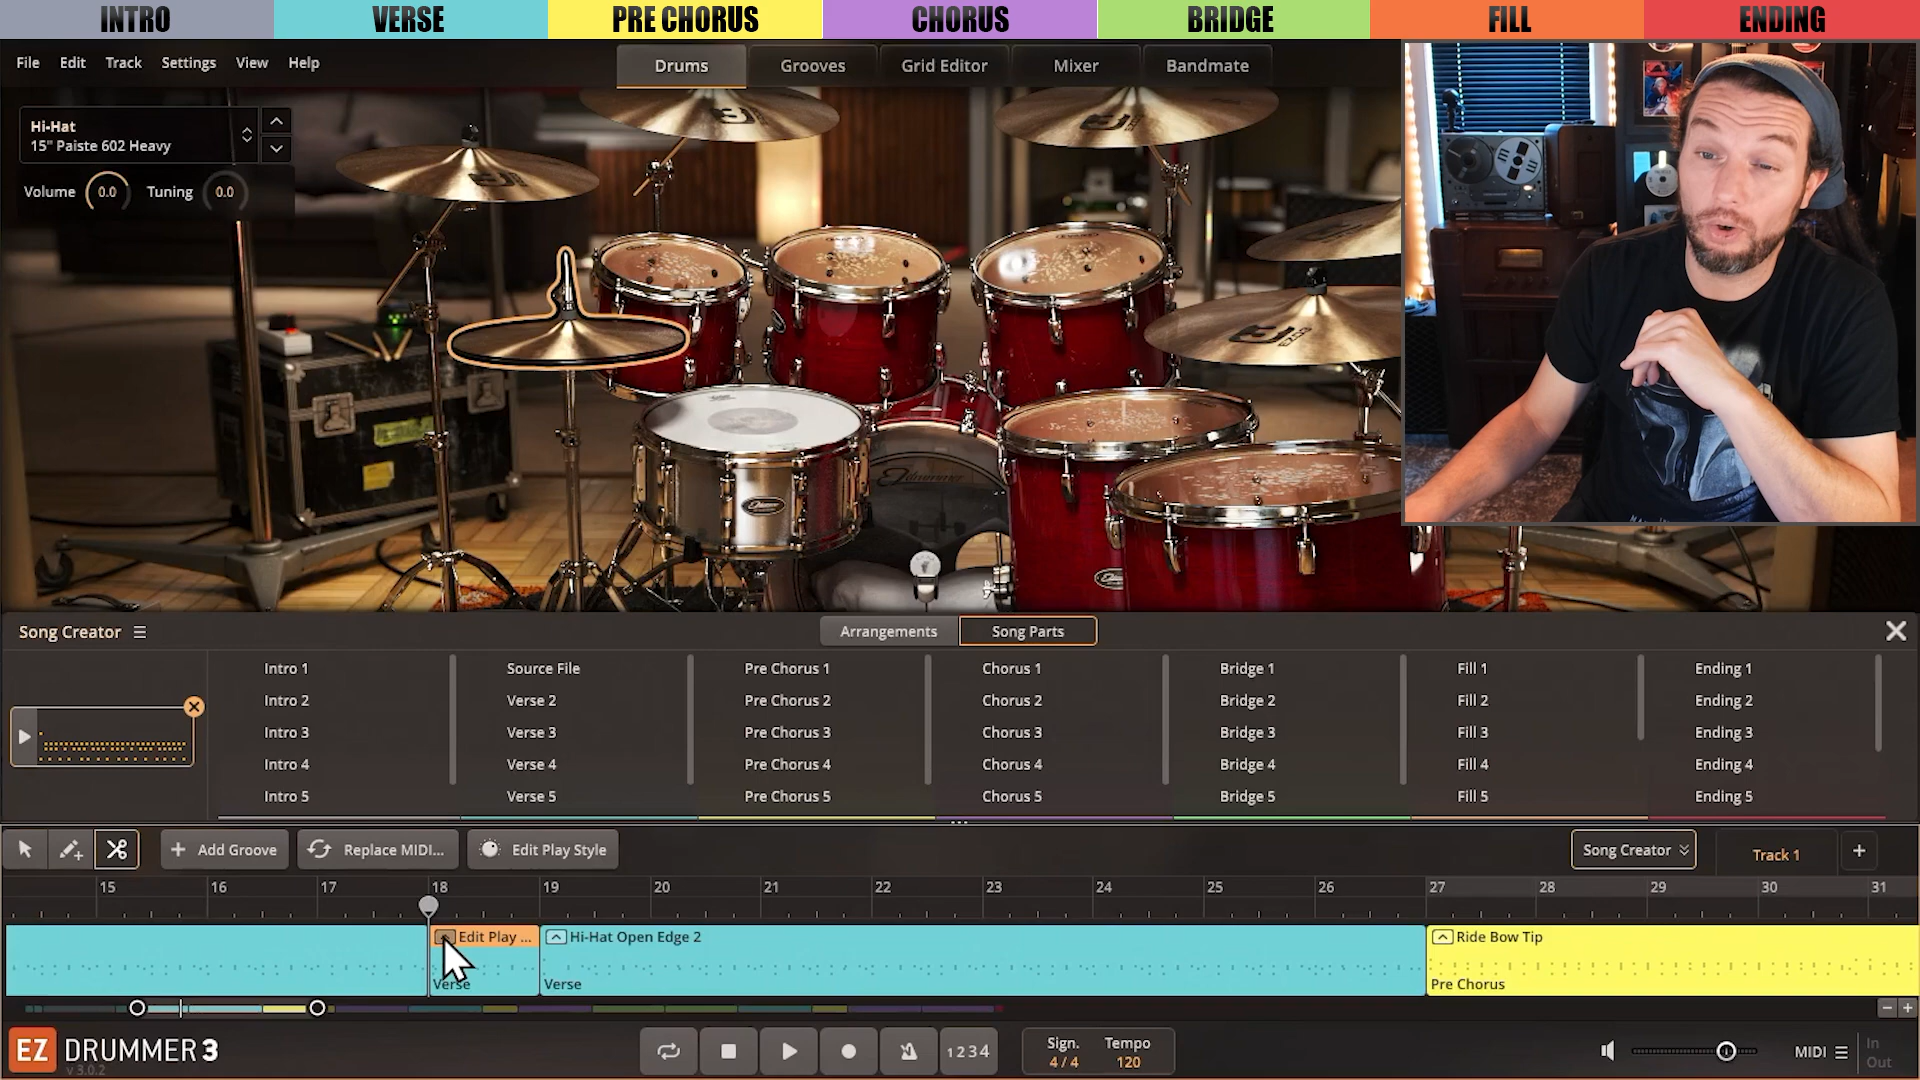 INTRO
VERSE
PRE CHORUS
CHORUS
BRIDGE
FILL
ENDING
File
Edit
Track
Settings
View
Help
Drums
Grooves
Grid Editor
Mixer
Bandmate
Hi-Hat
15" Paiste 602 Heavy
Volume
0.0
Tuning
0.0
Song Creator
Arrangements
Song Parts
Intro 1
Source File
Pre Chorus 1
Chorus 1
Bridge 1
Fill 1
Ending 1
Intro 2
Verse 2
Pre Chorus 2
Chorus 2
Bridge 2
Fill 2
Ending 2
Intro 3
Verse 3
Pre Chorus 3
Chorus 3
Bridge 3
Fill 3
Ending 3
Intro 4
Verse 4
Pre Chorus 4
Chorus 4
Bridge 4
Fill 4
Ending 4
Intro 5
Verse 5
Pre Chorus 5
Chorus 5
Bridge 5
Fill 5
Ending 5
Add Groove
Replace MIDI...
Edit Play Style
Song Creator
Track 1
15
16
17
18
19
20
21
22
23
24
25
26
27
28
29
30
31
Edit Play ...
Hi-Hat Open Edge 2
Ride Bow Tip
Verse
Verse
Pre Chorus
EZ DRUMMER 3
v 3.0.2
1234
Sign.
4 / 4
Tempo
120
MIDI
In
Out